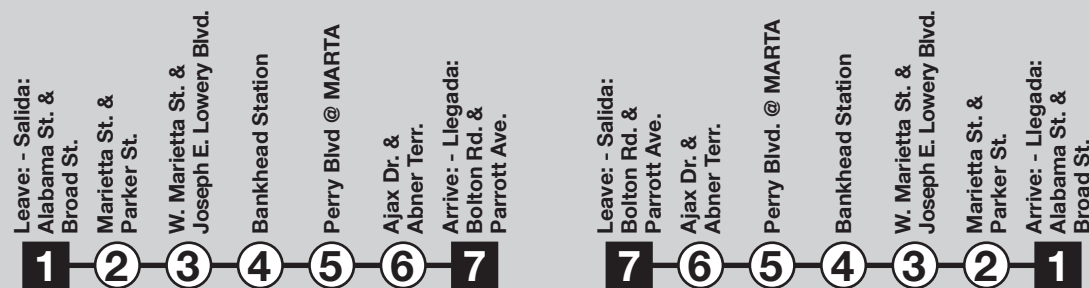 Leave: - Salida:
Alabama St. &
Broad St.
Marietta St. &
Parker St.
W. Marietta St. &
Joseph E. Lowery Blvd.
Bankhead Station
Perry Blvd @ MARTA
Ajax Dr. &
Abner Terr.
Arrive: - Llegada:
Bolton Rd. &
Parrott Ave.
1 2 3 4 5 6 7
Leave: - Salida:
Bolton Rd. &
Parrott Ave.
Ajax Dr. &
Abner Terr.
Perry Blvd. @ MARTA
Bankhead Station
W. Marietta St. &
Joseph E. Lowery Blvd.
Marietta St. &
Parker St.
Arrive: - Llegada:
Alabama St. &
Broad St.
7 6 5 4 3 2 1